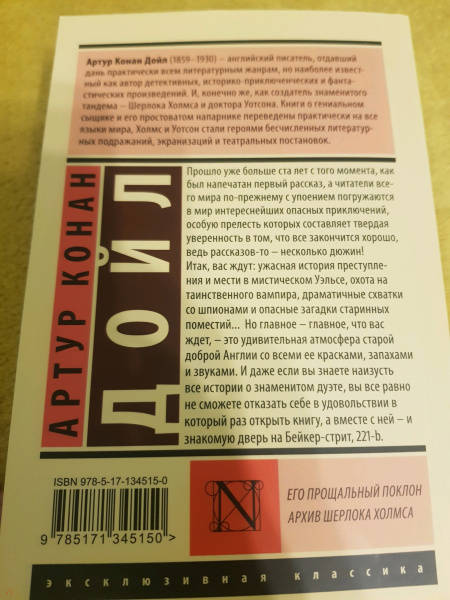 Артур Конан Дойл (1859–1930) – английский писатель, отдавший
дань практически всем литературным жанрам, но наиболее извест-
ный как автор детективных, историко-приключенческих и фанта-
стических произведений. И, конечно же, как создатель знаменитого
тандема – Шерлока Холмса и доктора Уотсона. Книги о гениальном
сыщике и его простоватом напарнике переведены практически на все
языки мира, Холмс и Уотсон стали героями бесчисленных литератур-
ных подражаний, экранизаций и театральных постановок.
АРТУР КОНАН
ДОЙЛ
Прошло уже больше ста лет с того момента, как
был напечатан первый рассказ, а читатели все-
го мира по-прежнему с упоением погружаются
в мир интереснейших опасных приключений,
особую прелесть которых составляет твердая
уверенность в том, что все закончится хорошо,
ведь рассказов-то – несколько дюжин!
Итак, вас ждут: ужасная история преступле-
ния и мести в мистическом Уэльсе, охота на
таинственного вампира, драматичные схватки
со шпионами и опасные загадки старинных
поместий... Но главное – главное, что вас
ждет, – это удивительная атмосфера старой
доброй Англии со всеми ее красками, запахами
и звуками. И даже если вы знаете наизусть
все истории о знаменитом дуэте, вы все равно
не сможете отказать себе в удовольствии в
который раз открыть книгу, а вместе с ней – и
знакомую дверь на Бейкер-стрит, 221-b.
ISBN 978-5-17-134515-0
9 785171 345150 >
N
ЕГО ПРОЩАЛЬНЫЙ ПОКЛОН
АРХИВ ШЕРЛОКА ХОЛМСА
эксклюзивная классика